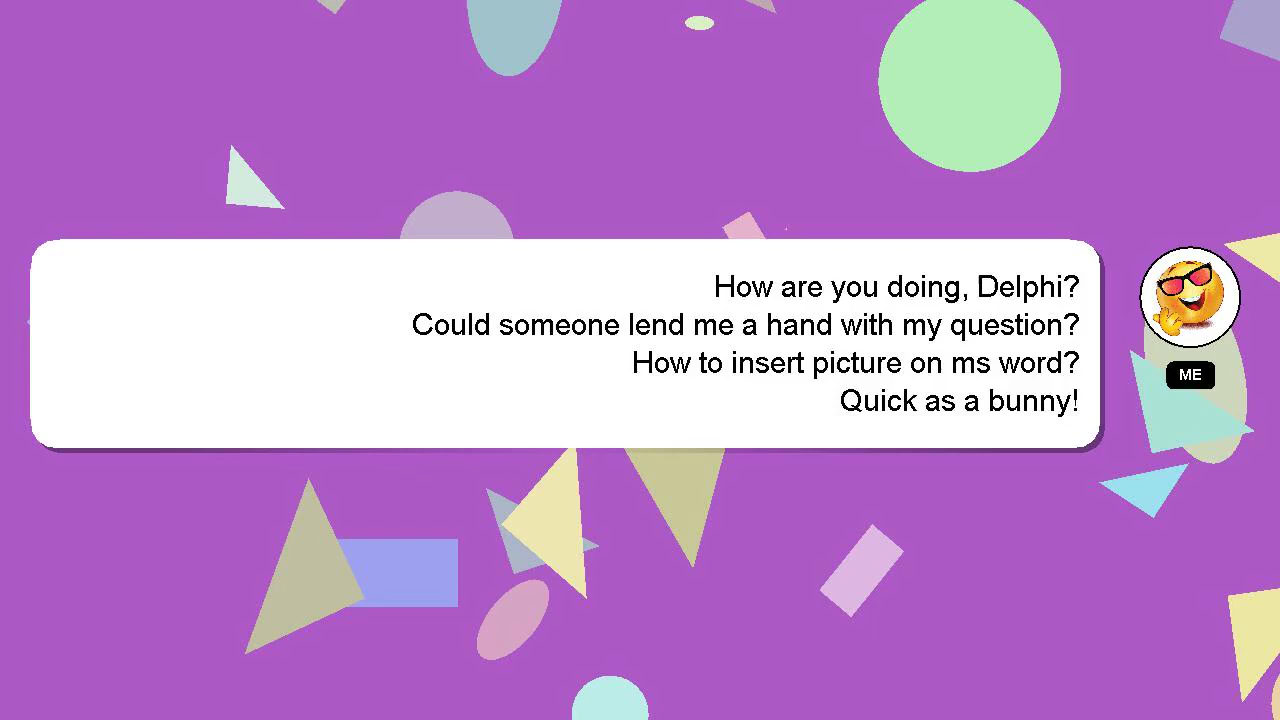 How are you doing, Delphi?
Could someone lend me a hand with my question?
How to insert picture on ms word?
Quick as a bunny!
ME